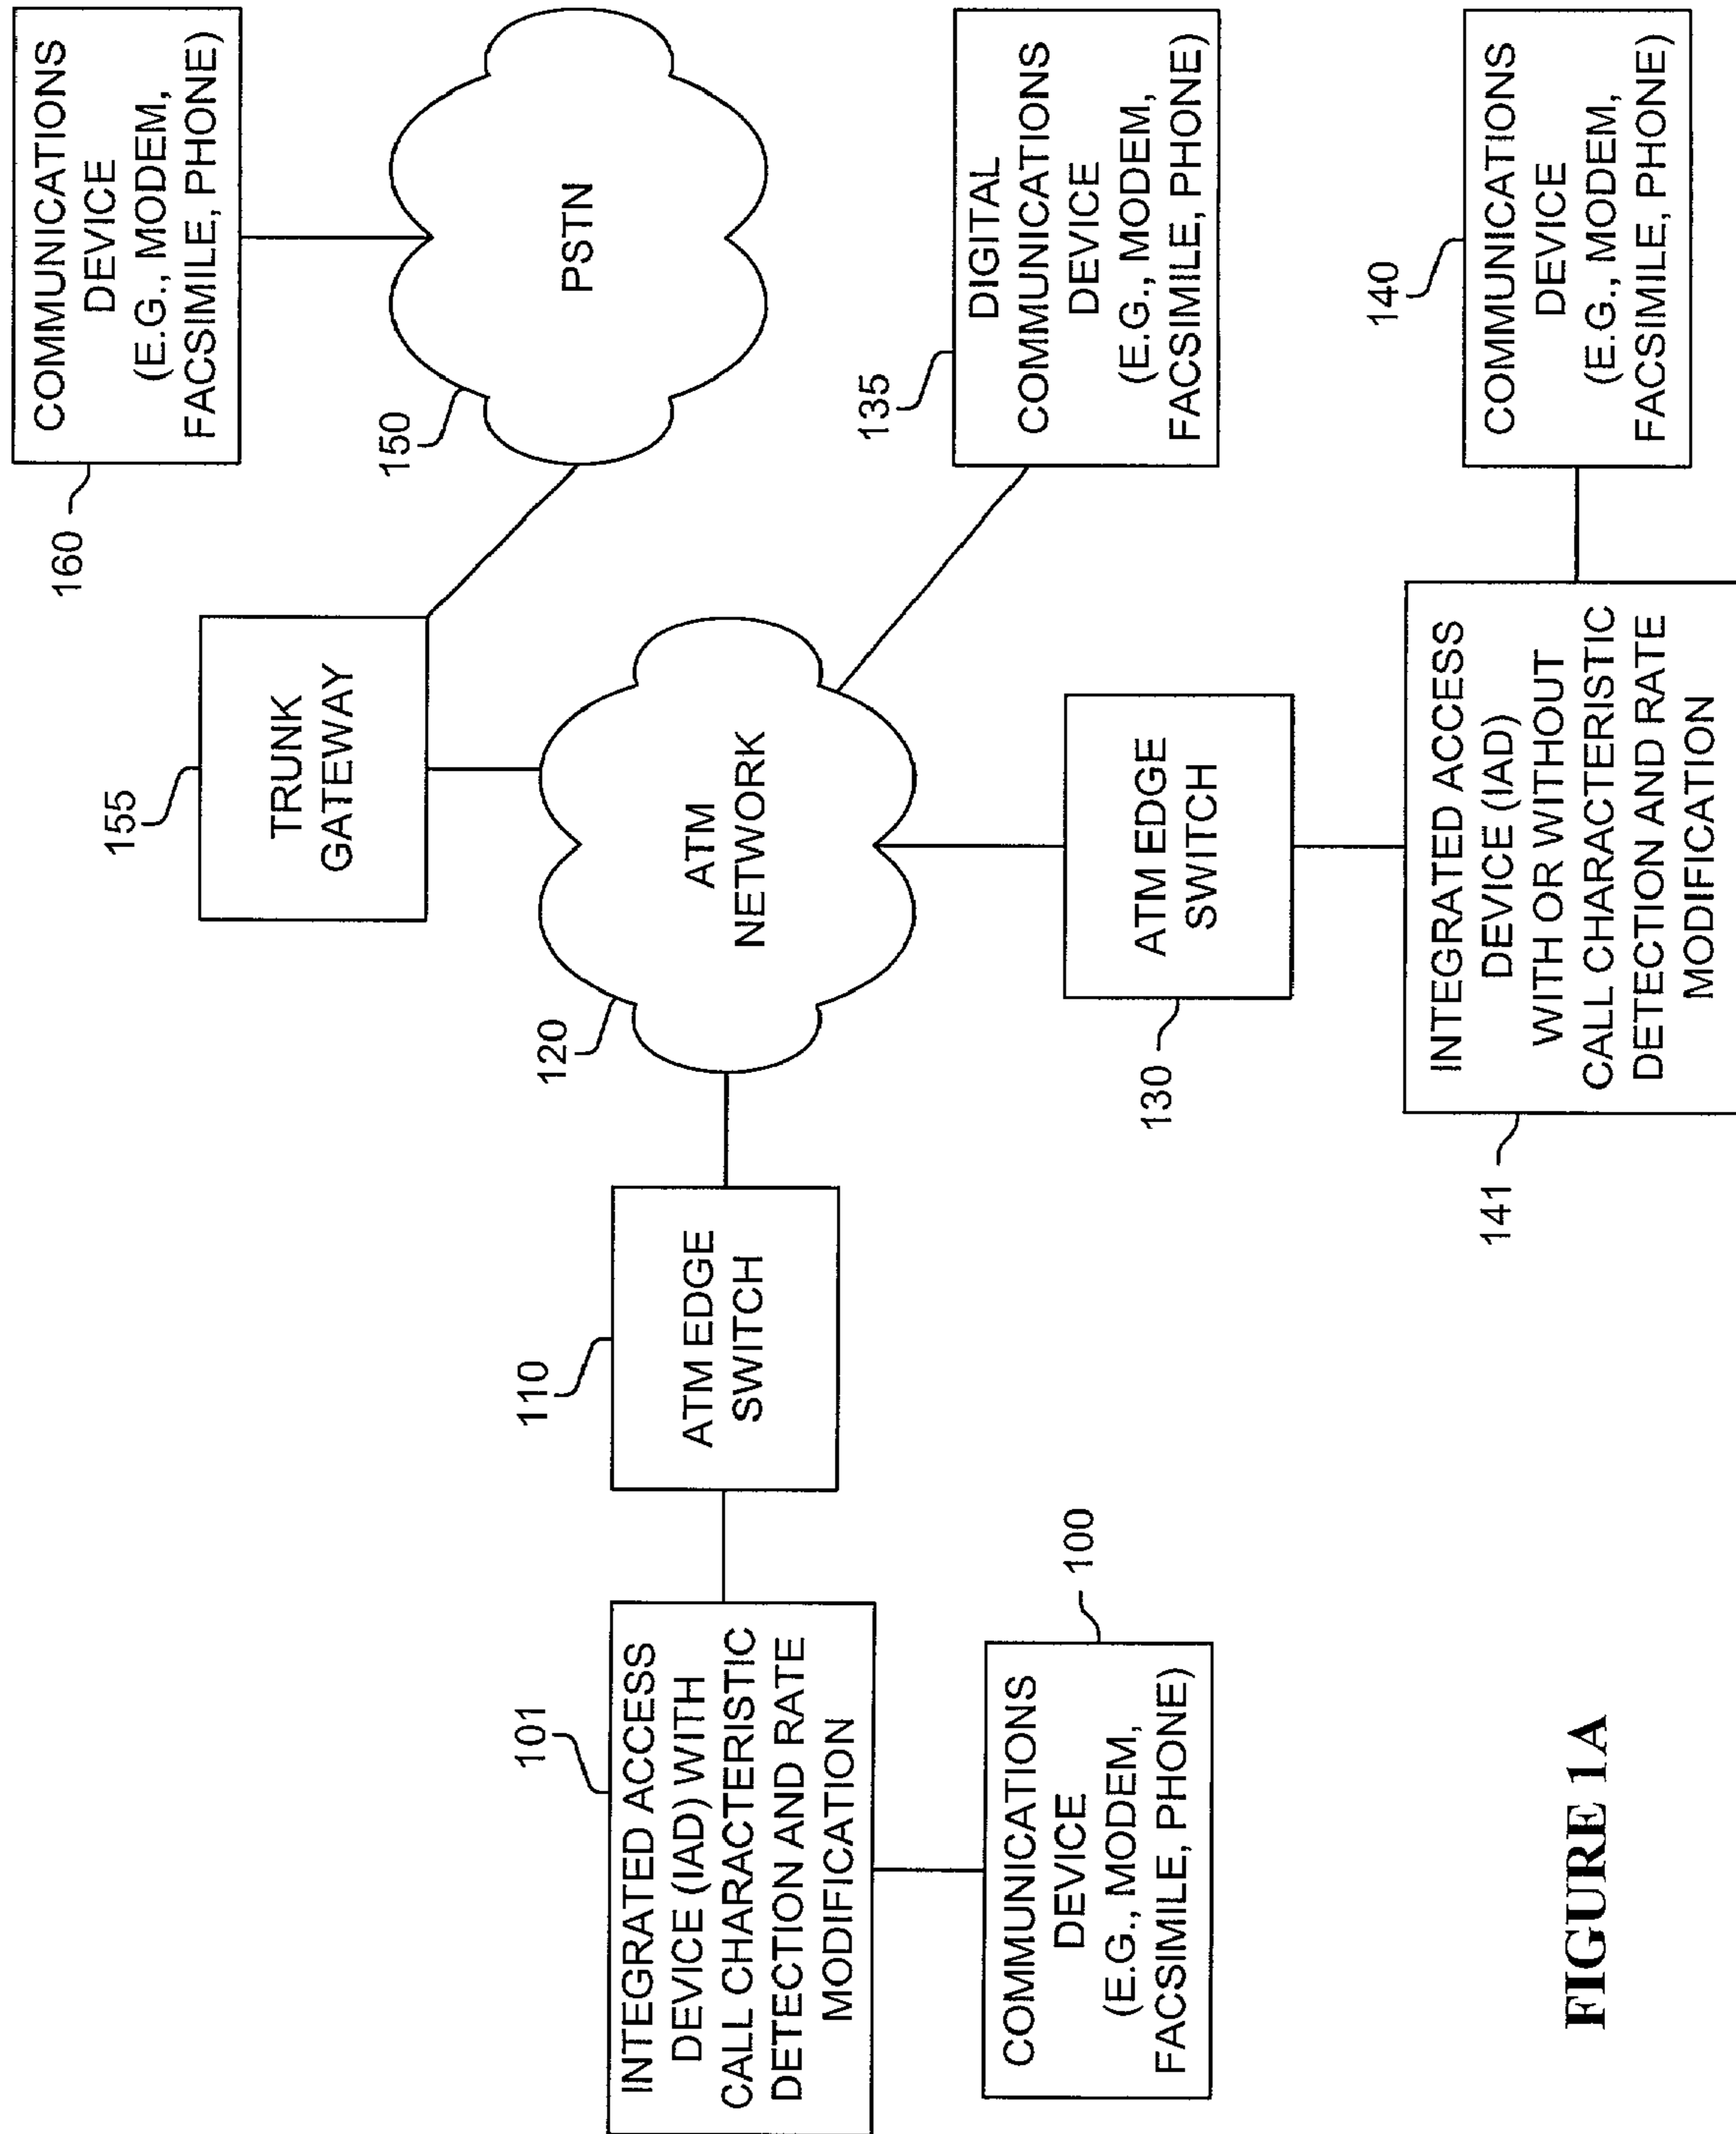 160
COMMUNICATIONS
DEVICE
(E.G., MODEM,
FACSIMILE, PHONE)
155
TRUNK
GATEWAY
150
PSTN
101
INTEGRATED ACCESS
DEVICE (IAD) WITH
CALL CHARACTERISTIC
DETECTION AND RATE
MODIFICATION
110
ATM EDGE
SWITCH
120
ATM
NETWORK
135
DIGITAL
COMMUNICATIONS
DEVICE
(E.G., MODEM,
FACSIMILE, PHONE)
100
COMMUNICATIONS
DEVICE
(E.G., MODEM,
FACSIMILE, PHONE)
130
ATM EDGE
SWITCH
141
INTEGRATED ACCESS
DEVICE (IAD)
WITH OR WITHOUT
CALL CHARACTERISTIC
DETECTION AND RATE
MODIFICATION
140
COMMUNICATIONS
DEVICE
(E.G., MODEM,
FACSIMILE, PHONE)
FIGURE 1A